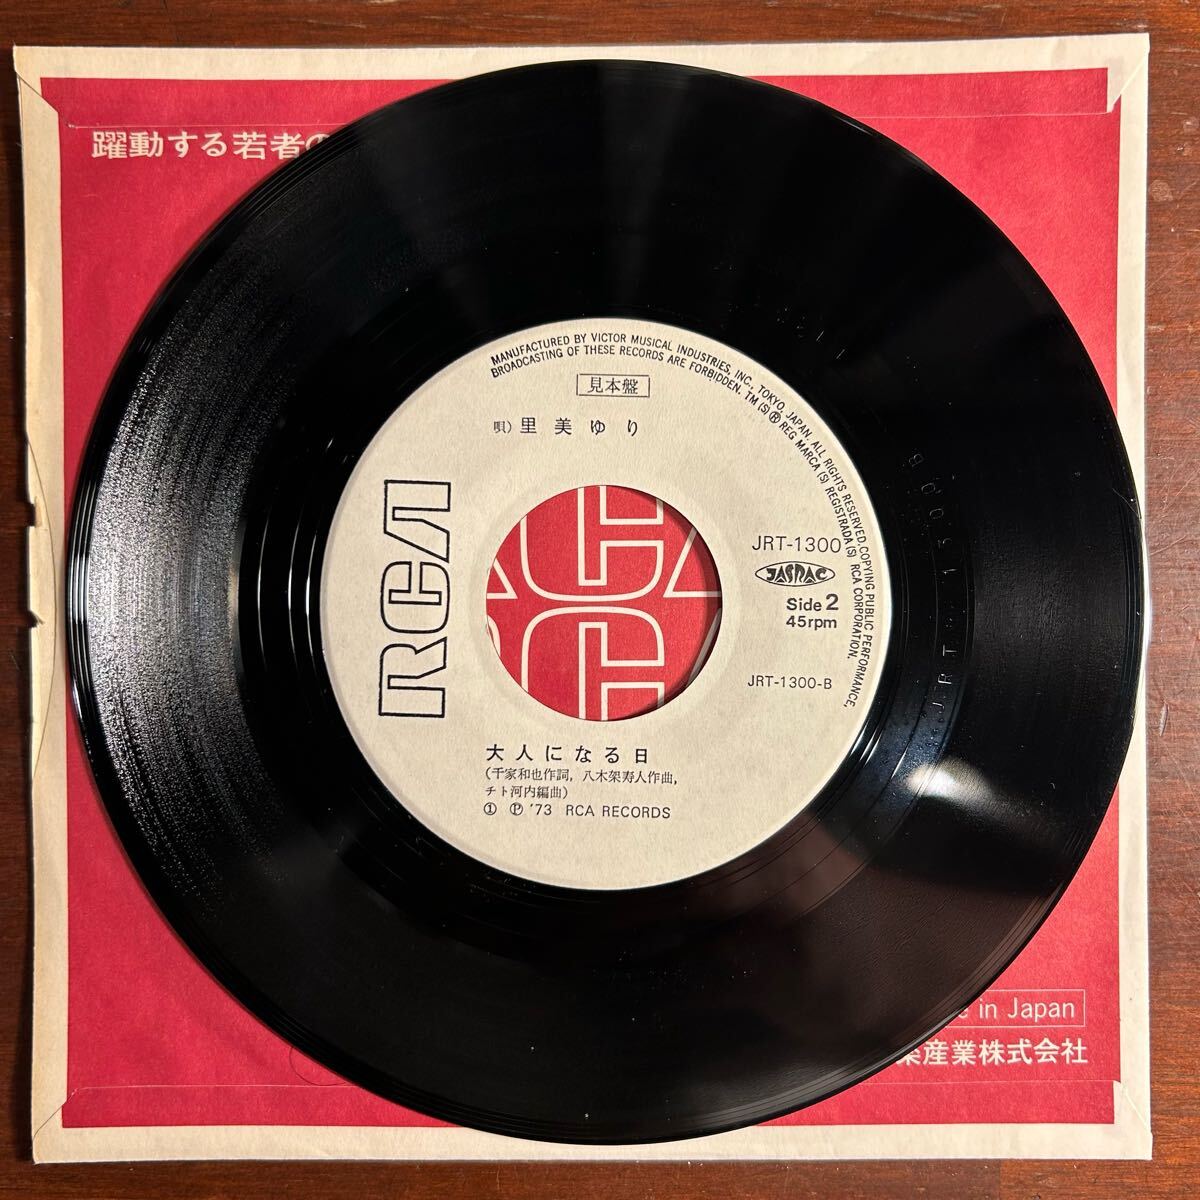 躍動する若者の
MANUFACTURED BY VICTOR MUSICAL INDUSTRIES, INC., TOKYO, JAPAN. ALL RIGHTS RESERVED, COPYING PUBLIC PERFORMANCE,
BROADCASTING OF THESE RECORDS ARE FORBIDDEN. TM (S) ® REG MARCA (S) REGISTRADA (S) RCA CORPORATION.
見本盤
唄) 里美ゆり
RCA
JRT-1300
JASRAC
Side 2
45rpm
JRT-1300-B
大人になる日
(千家和也作詞, 八木架寿人作曲,
チト河内編曲)
① Ⓟ '73 RCA RECORDS
in Japan
産業株式会社